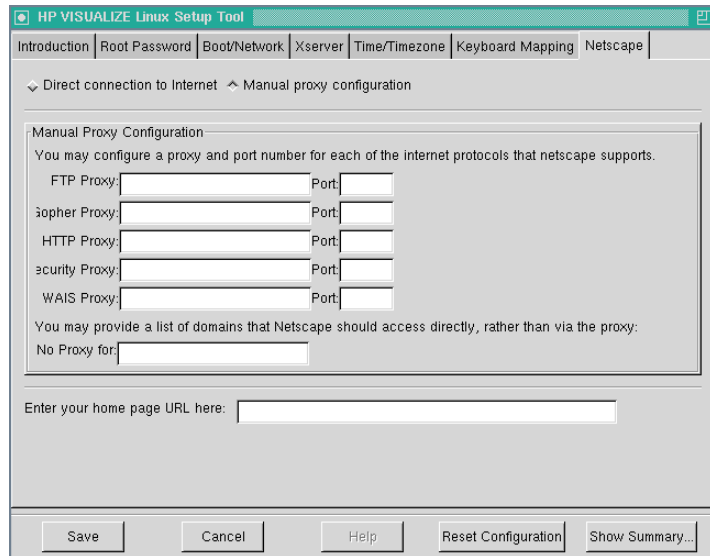 HP VISUALIZE Linux Setup Tool
Introduction Root Password Boot/Network Xserver Time/Timezone Keyboard Mapping Netscape
Direct connection to Internet Manual proxy configuration
Manual Proxy Configuration
You may configure a proxy and port number for each of the internet protocols that netscape supports.
FTP Proxy: Port:
Gopher Proxy: Port:
HTTP Proxy: Port:
ecurity Proxy: Port:
WAIS Proxy: Port:
You may provide a list of domains that Netscape should access directly, rather than via the proxy:
No Proxy for:
Enter your home page URL here:
Save Cancel Help Reset Configuration Show Summary...